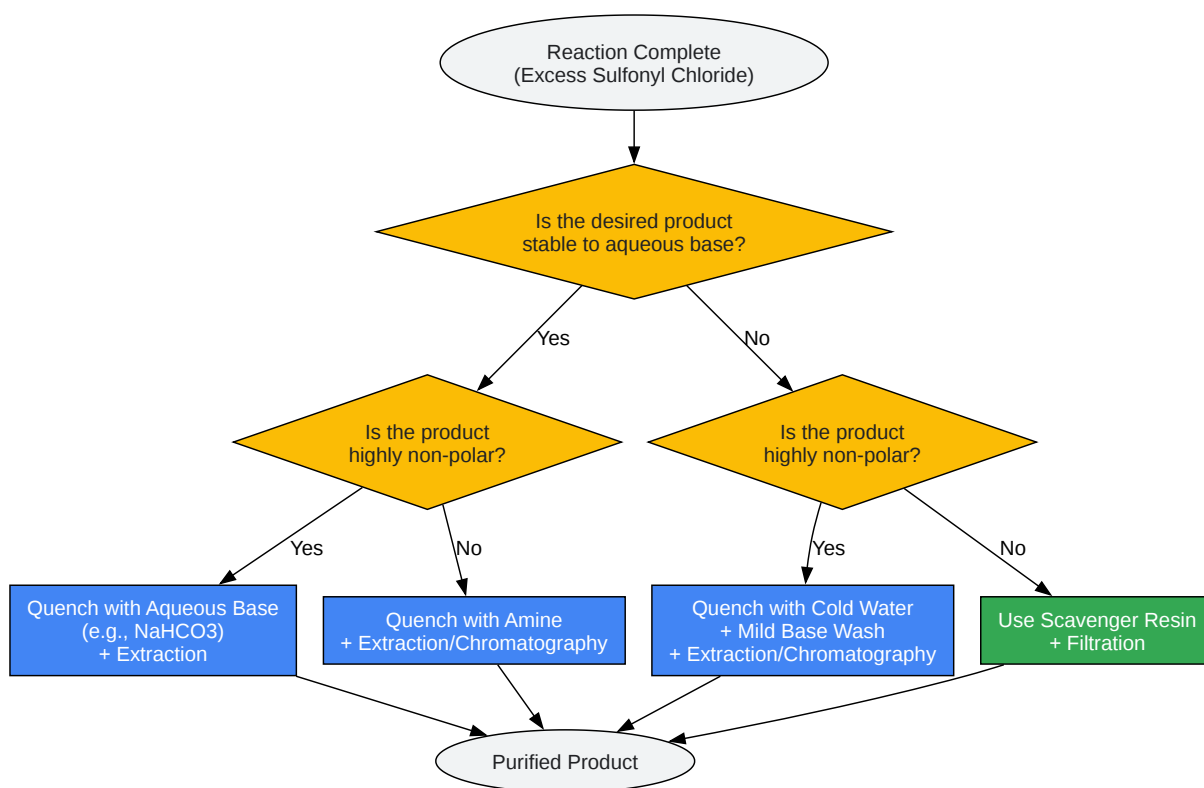 Reaction Complete
(Excess Sulfonyl Chloride)
Is the desired product
stable to aqueous base?
Yes
No
Is the product
highly non-polar?
Is the product
highly non-polar?
Yes
No
Yes
No
Quench with Aqueous Base
(e.g., NaHCO3)
+ Extraction
Quench with Amine
+ Extraction/Chromatography
Quench with Cold Water
+ Mild Base Wash
+ Extraction/Chromatography
Use Scavenger Resin
+ Filtration
Purified Product